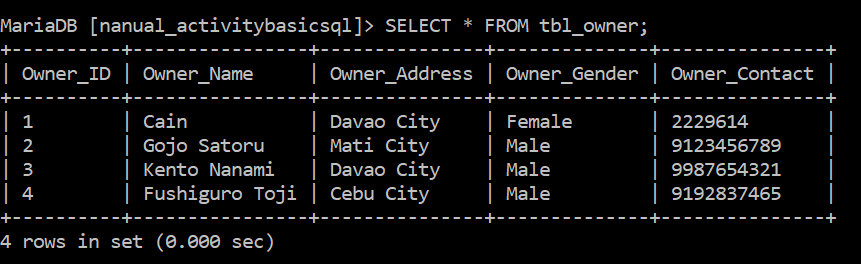 MariaDB [nanual_activitybasicsql]> SELECT * FROM tbl_owner;
+----------+----------------+---------------+--------------+---------------+
| Owner_ID | Owner_Name     | Owner_Address | Owner_Gender | Owner_Contact |
+----------+----------------+---------------+--------------+---------------+
| 1        | Cain           | Davao City    | Female       | 2229614       |
| 2        | Gojo Satoru    | Mati City     | Male         | 9123456789    |
| 3        | Kento Nanami   | Davao City    | Male         | 9987654321    |
| 4        | Fushiguro Toji | Cebu City     | Male         | 9192837465    |
+----------+----------------+---------------+--------------+---------------+
4 rows in set (0.000 sec)